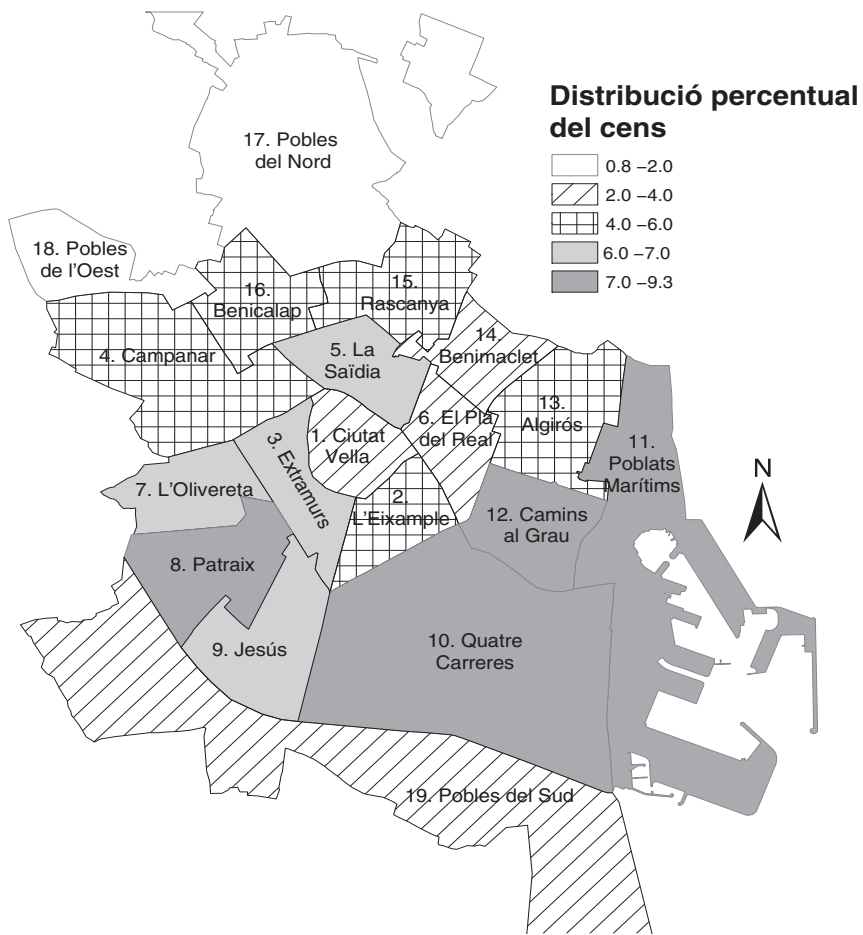 Distribució percentual
del cens
0.8 –2.0
2.0 –4.0
4.0 –6.0
6.0 –7.0
7.0 –9.3
17. Pobles
del Nord
18. Pobles
de l'Oest
16.
Benicalap
15.
Rascanya
4. Campanar
5. La
Saïdia
14.
Benimaclet
1. Ciutat
Vella
6. El Pla
del Real
13.
Algirós
3. Extramurs
11.
Poblats
Marítims
N
7. L'Olivereta
2.
L'Eixample
12. Camins
al Grau
8. Patraix
9. Jesús
10. Quatre
Carreres
19. Pobles del Sud